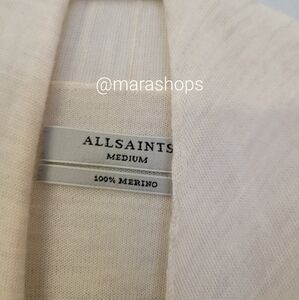 @marashops
ALLSAINTS
MEDIUM
100% MERINO